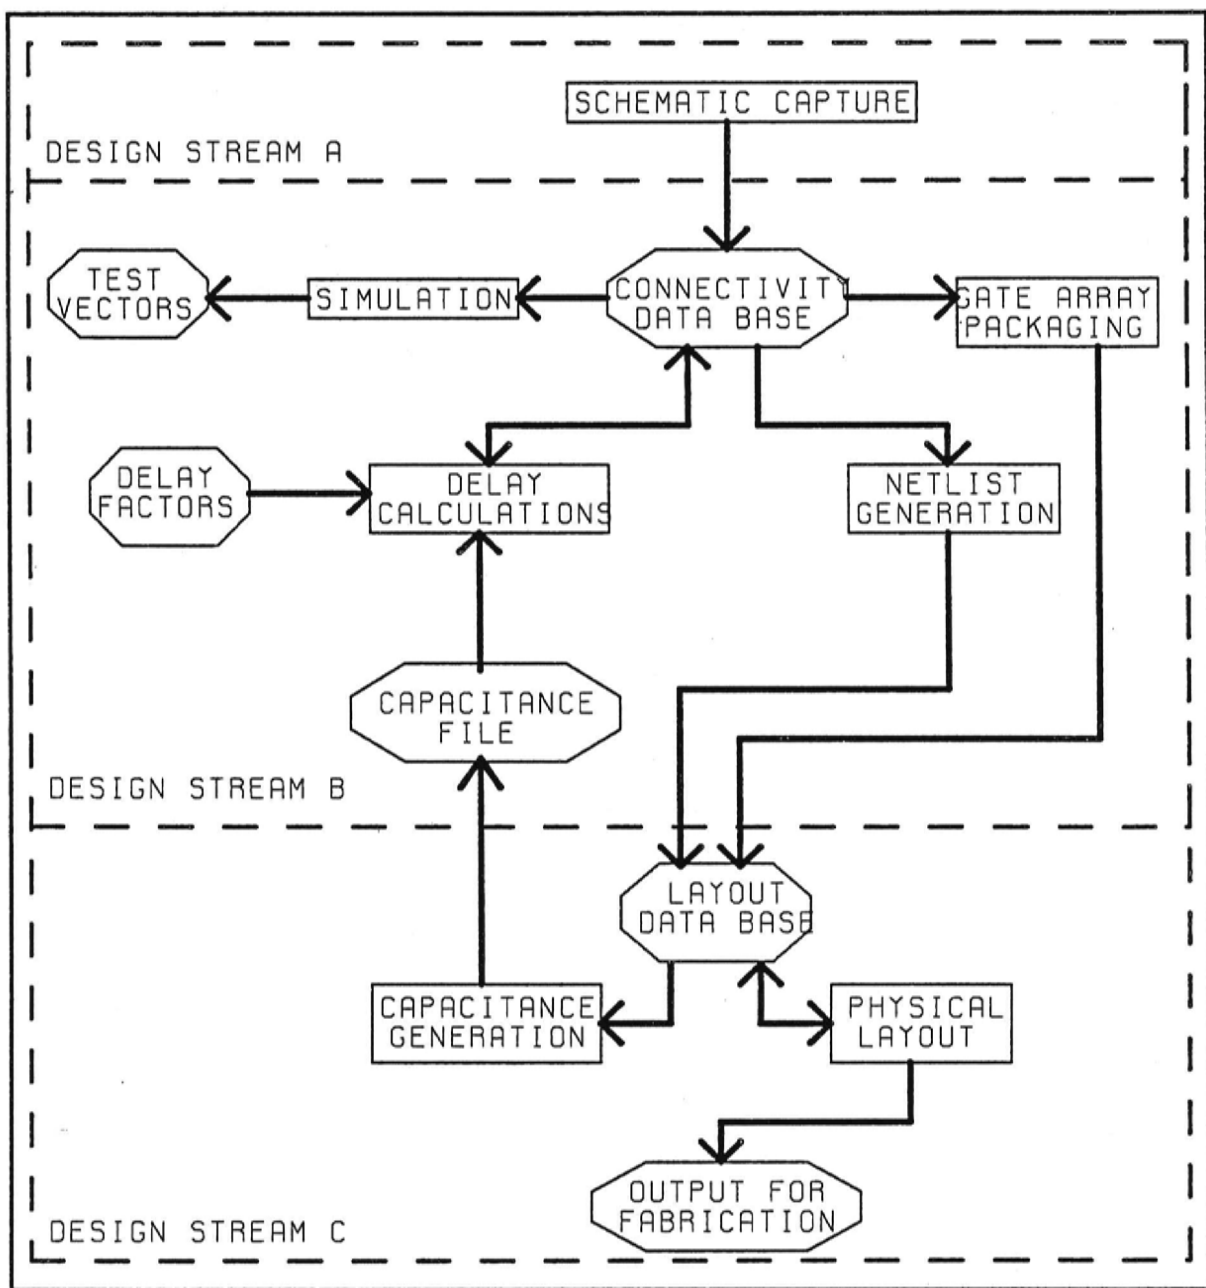 SCHEMATIC CAPTURE
DESIGN STREAM A
TEST
VECTORS
SIMULATION
CONNECTIVITY
DATA BASE
GATE ARRAY
PACKAGING
DELAY
FACTORS
DELAY
CALCULATIONS
NETLIST
GENERATION
CAPACITANCE
FILE
DESIGN STREAM B
LAYOUT
DATA BASE
CAPACITANCE
GENERATION
PHYSICAL
LAYOUT
OUTPUT FOR
FABRICATION
DESIGN STREAM C